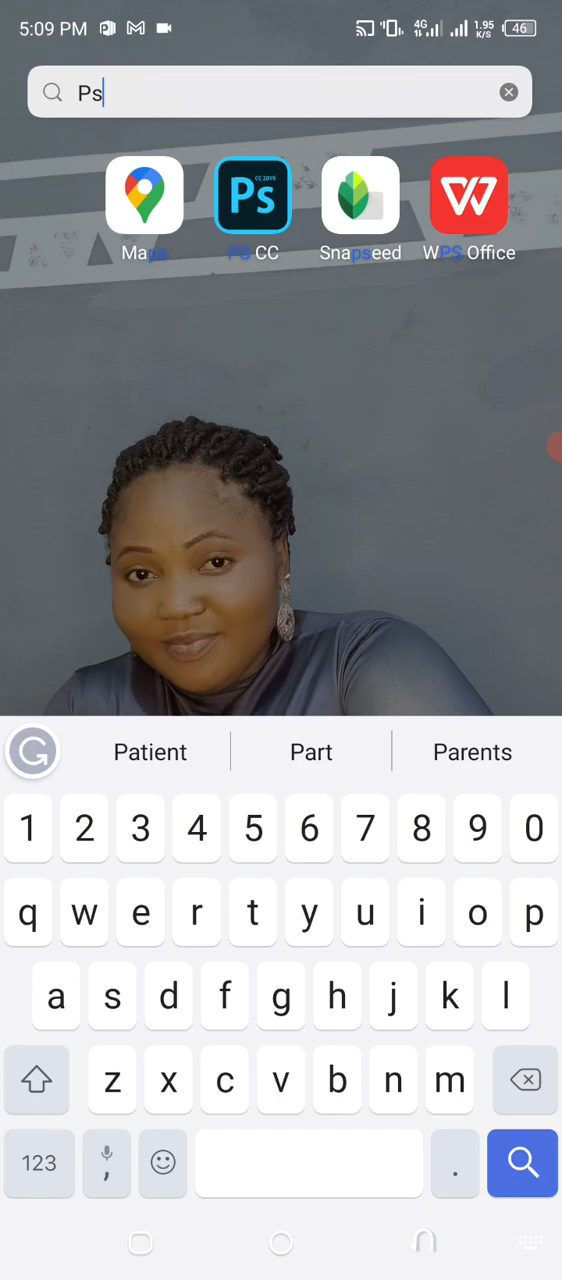 5:09 PM 4G 1.95 K/S 46
Ps
Ps CC 2019
Maps PS CC Snapseed WPS Office
Patient Part Parents
1 2 3 4 5 6 7 8 9 0
q w e r t y u i o p
a s d f g h j k l
z x c v b n m
123 , .